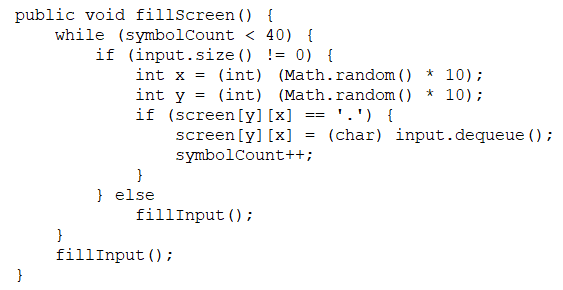 public void fillScreen() {
    while (symbolCount < 40) {
        if (input.size() != 0) {
            int x = (int) (Math.random() * 10);
            int y = (int) (Math.random() * 10);
            if (screen[y][x] == '.') {
                screen[y][x] = (char) input.dequeue();
                symbolCount++;
            }
        } else
            fillInput();
    }
    fillInput();
}